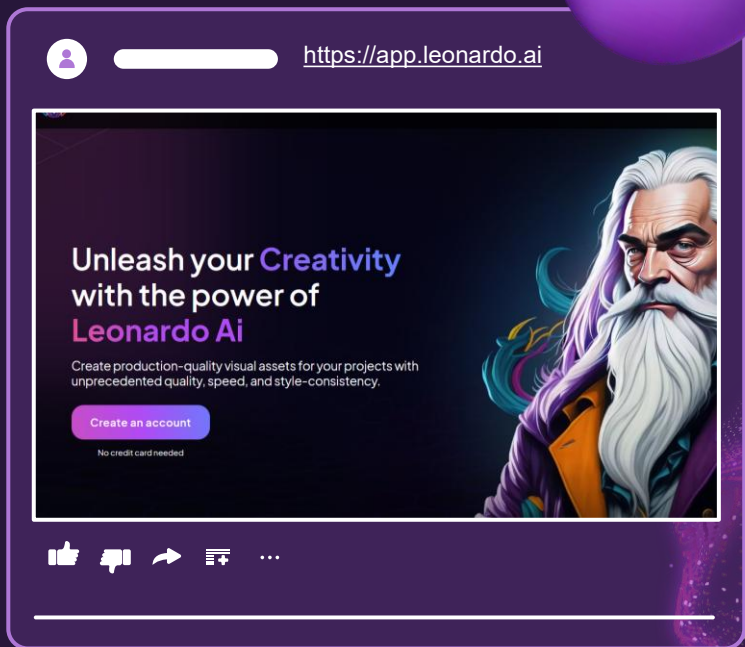 https://app.leonardo.ai
Unleash your Creativity
with the power of
Leonardo Ai
Create production-quality visual assets for your projects with
unprecedented quality, speed, and style-consistency.
Create an account
No credit card needed